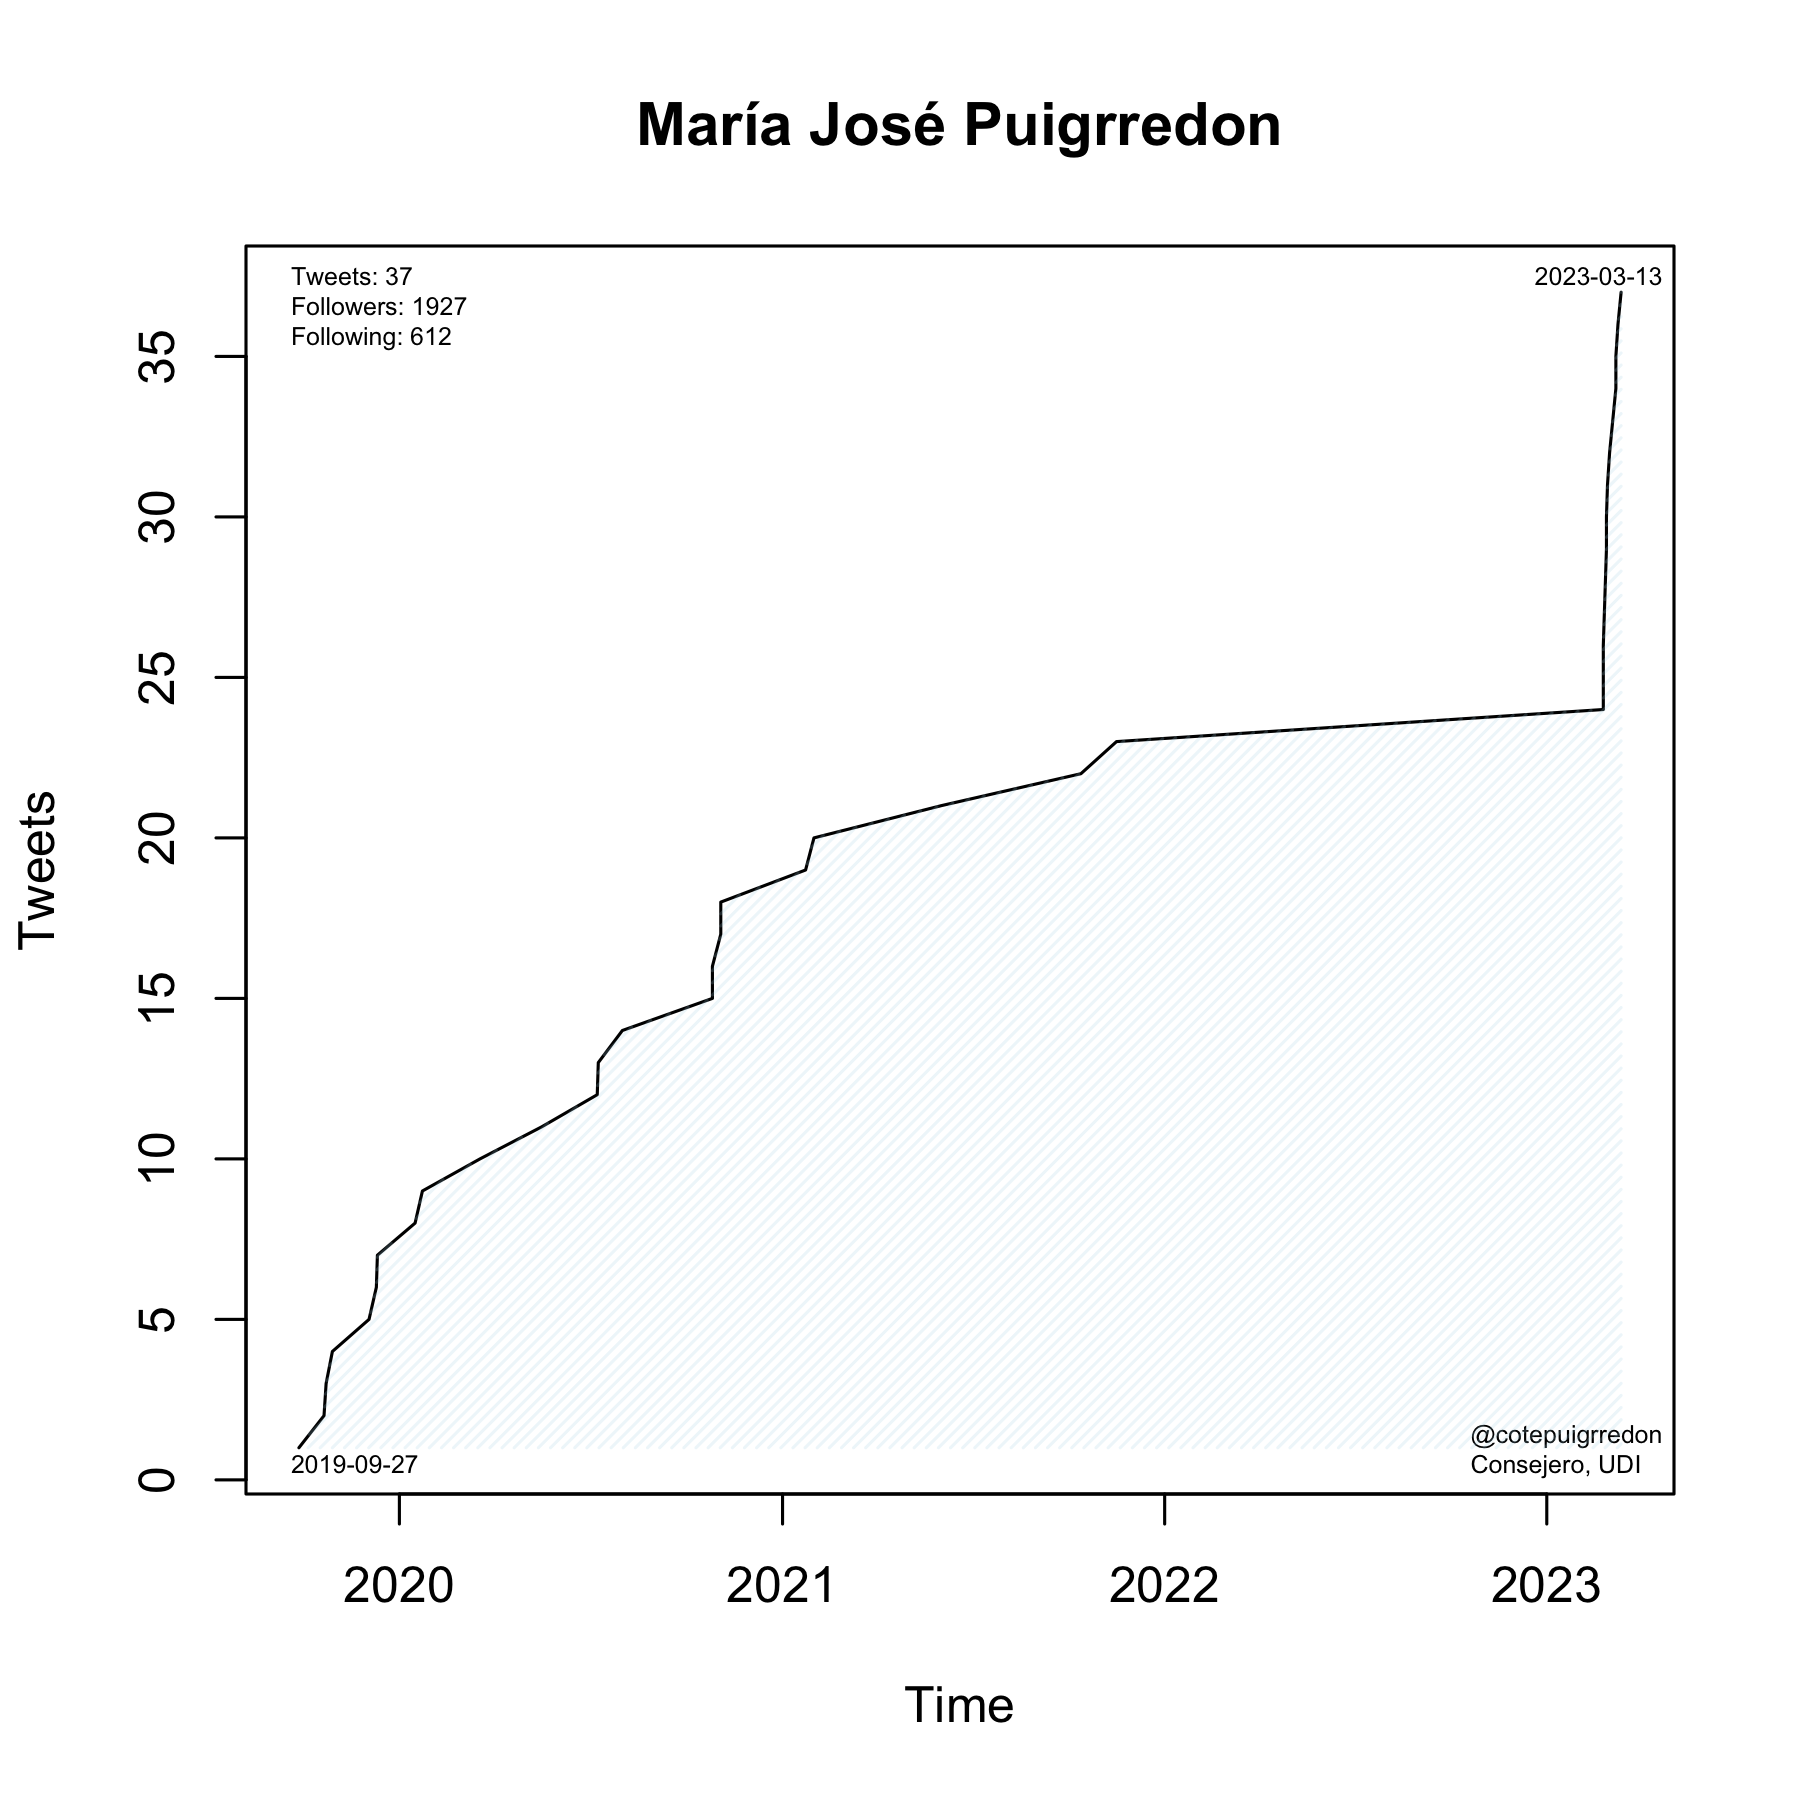 María José Puigrredon
Tweets: 37
Followers: 1927
Following: 612
2023-03-13
35
30
25
20
15
10
5
0
Tweets
@cotepuigrredon
Consejero, UDI
2019-09-27
2020
2021
2022
2023
Time